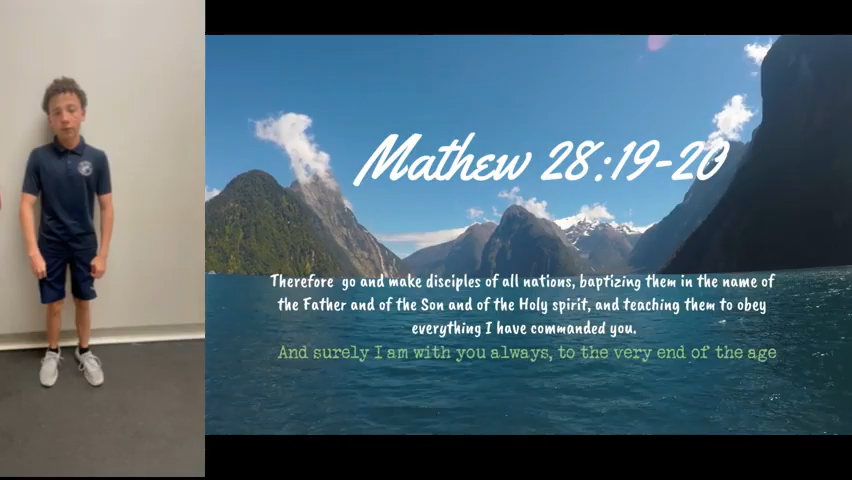 Mathew 28:19-20
Therefore go and make disciples of all nations, baptizing them in the name of
the Father and of the Son and of the Holy spirit, and teaching them to obey
everything I have commanded you.
And surely I am with you always, to the very end of the age